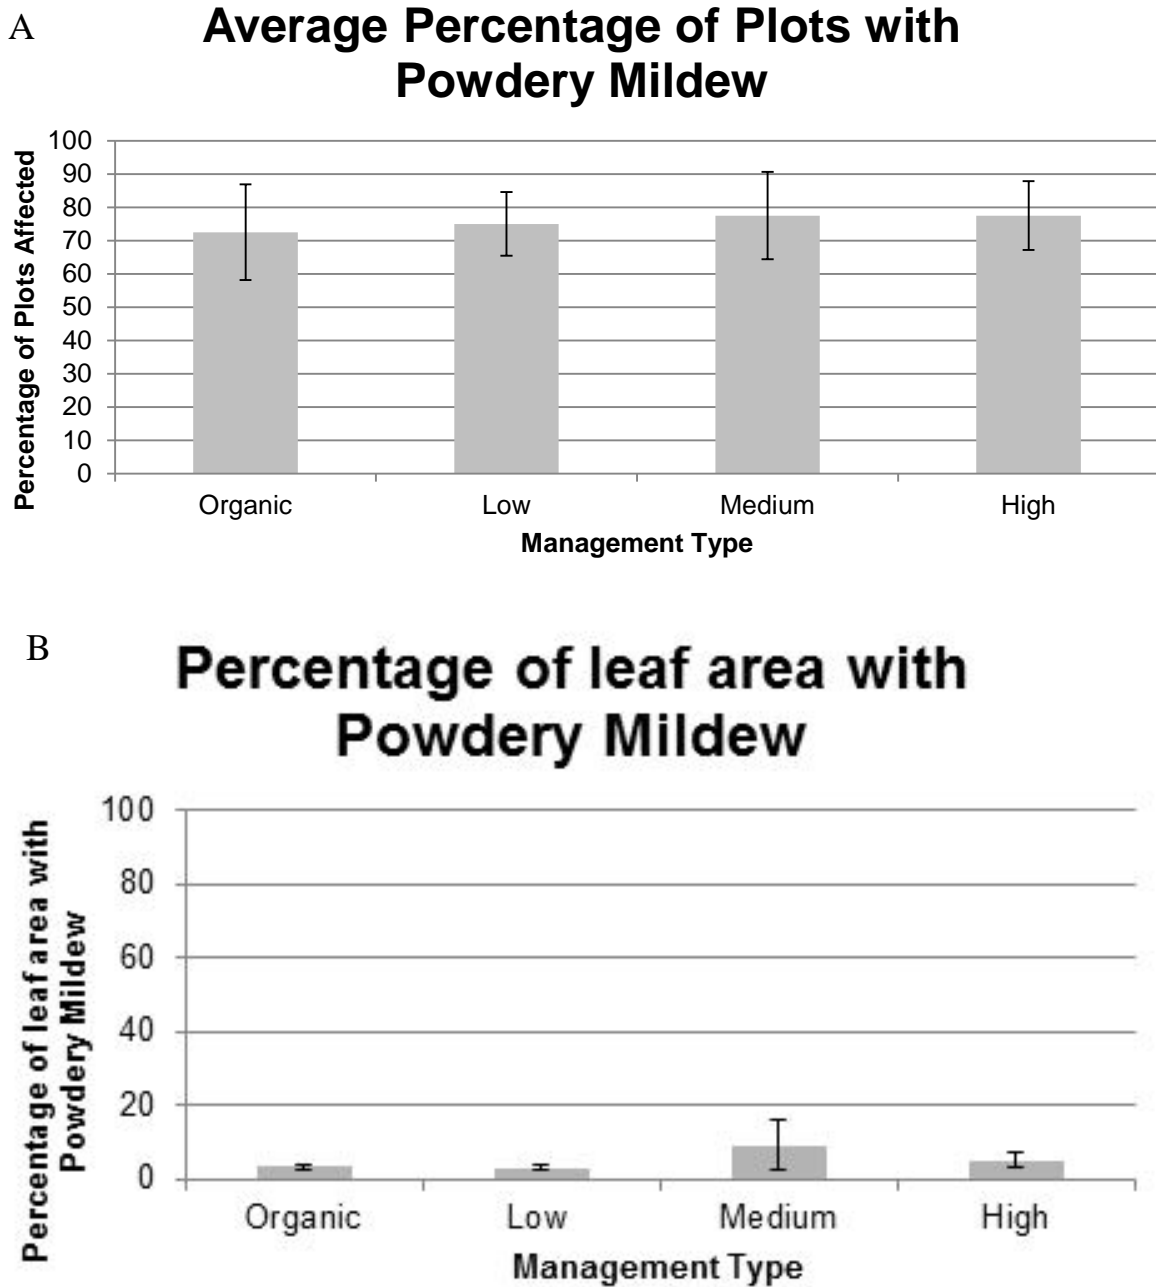 A
Average Percentage of Plots with
Powdery Mildew
Percentage of Plots Affected
100
90
80
70
60
50
40
30
20
10
0
Organic Low Medium High
Management Type
B
Percentage of leaf area with
Powdery Mildew
Percentage of leaf area with
Powdery Mildew
100
80
60
40
20
0
Organic Low Medium High
Management Type